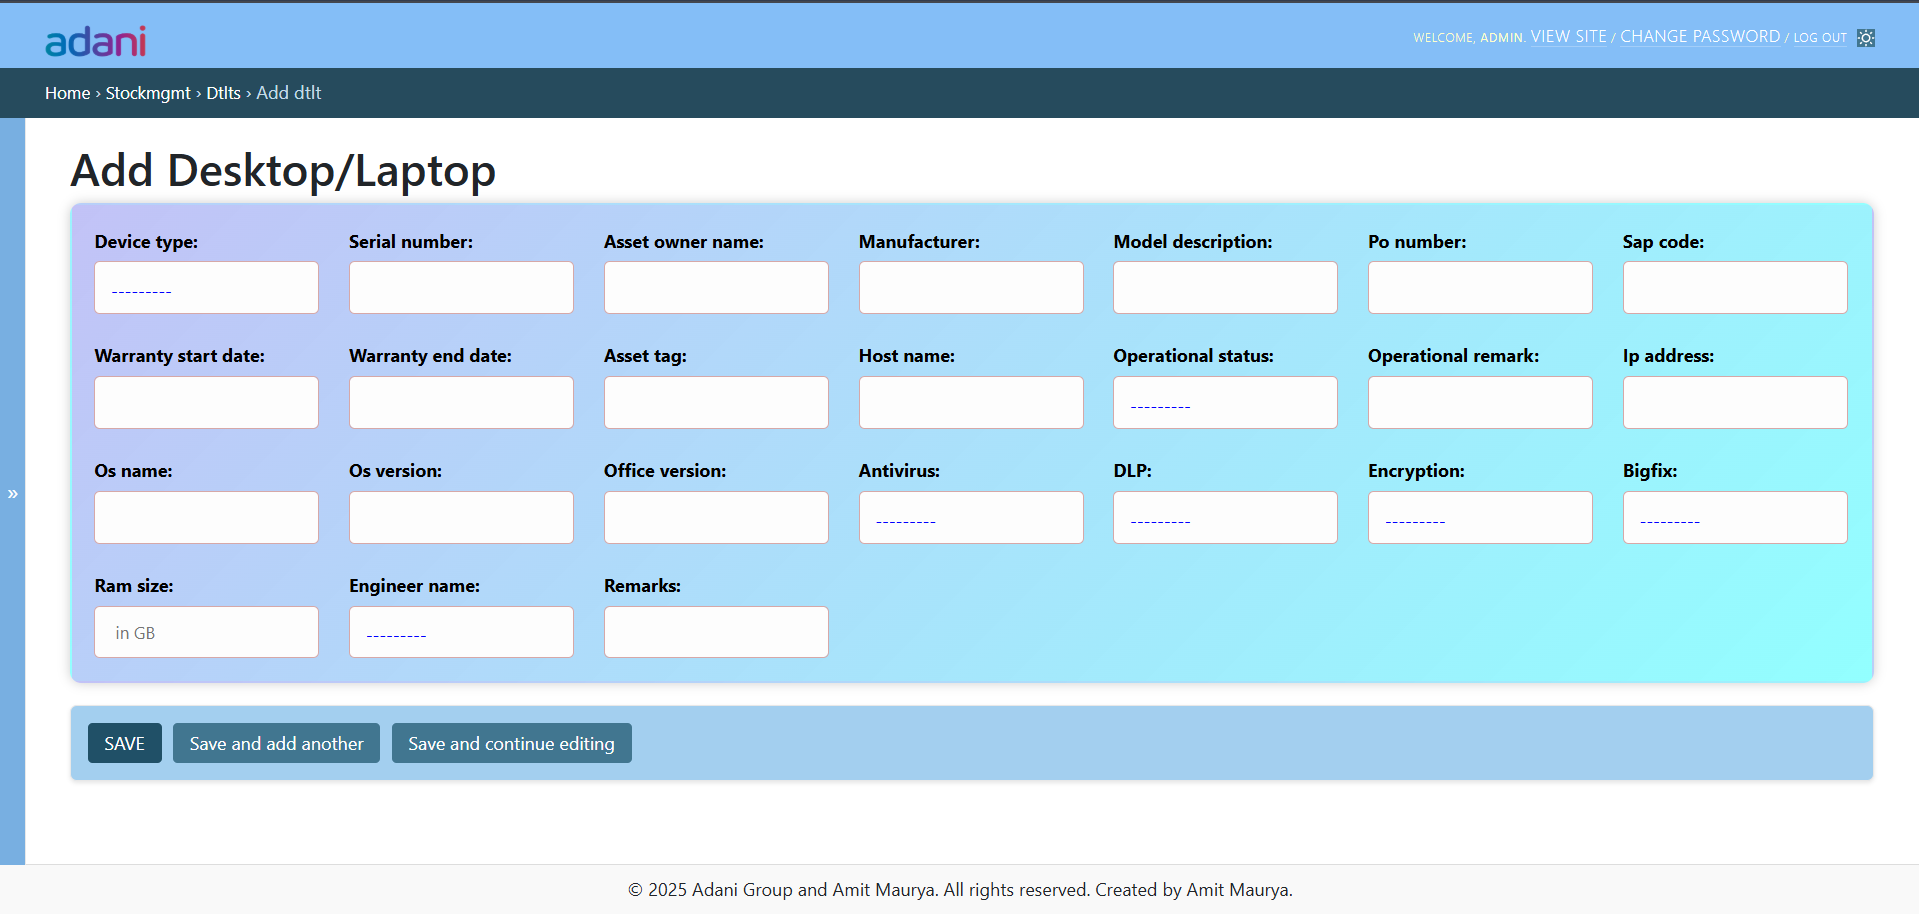 adani
WELCOME, ADMIN. VIEW SITE / CHANGE PASSWORD / LOG OUT
Home › Stockmgmt › Dtlts › Add dtlt
»
Add Desktop/Laptop
Device type: Serial number: Asset owner name: Manufacturer: Model description: Po number: Sap code:
---------
Warranty start date: Warranty end date: Asset tag: Host name: Operational status: Operational remark: Ip address:
---------
Os name: Os version: Office version: Antivirus: DLP: Encryption: Bigfix:
--------- --------- --------- ---------
Ram size: Engineer name: Remarks:
in GB ---------
SAVE Save and add another Save and continue editing
© 2025 Adani Group and Amit Maurya. All rights reserved. Created by Amit Maurya.